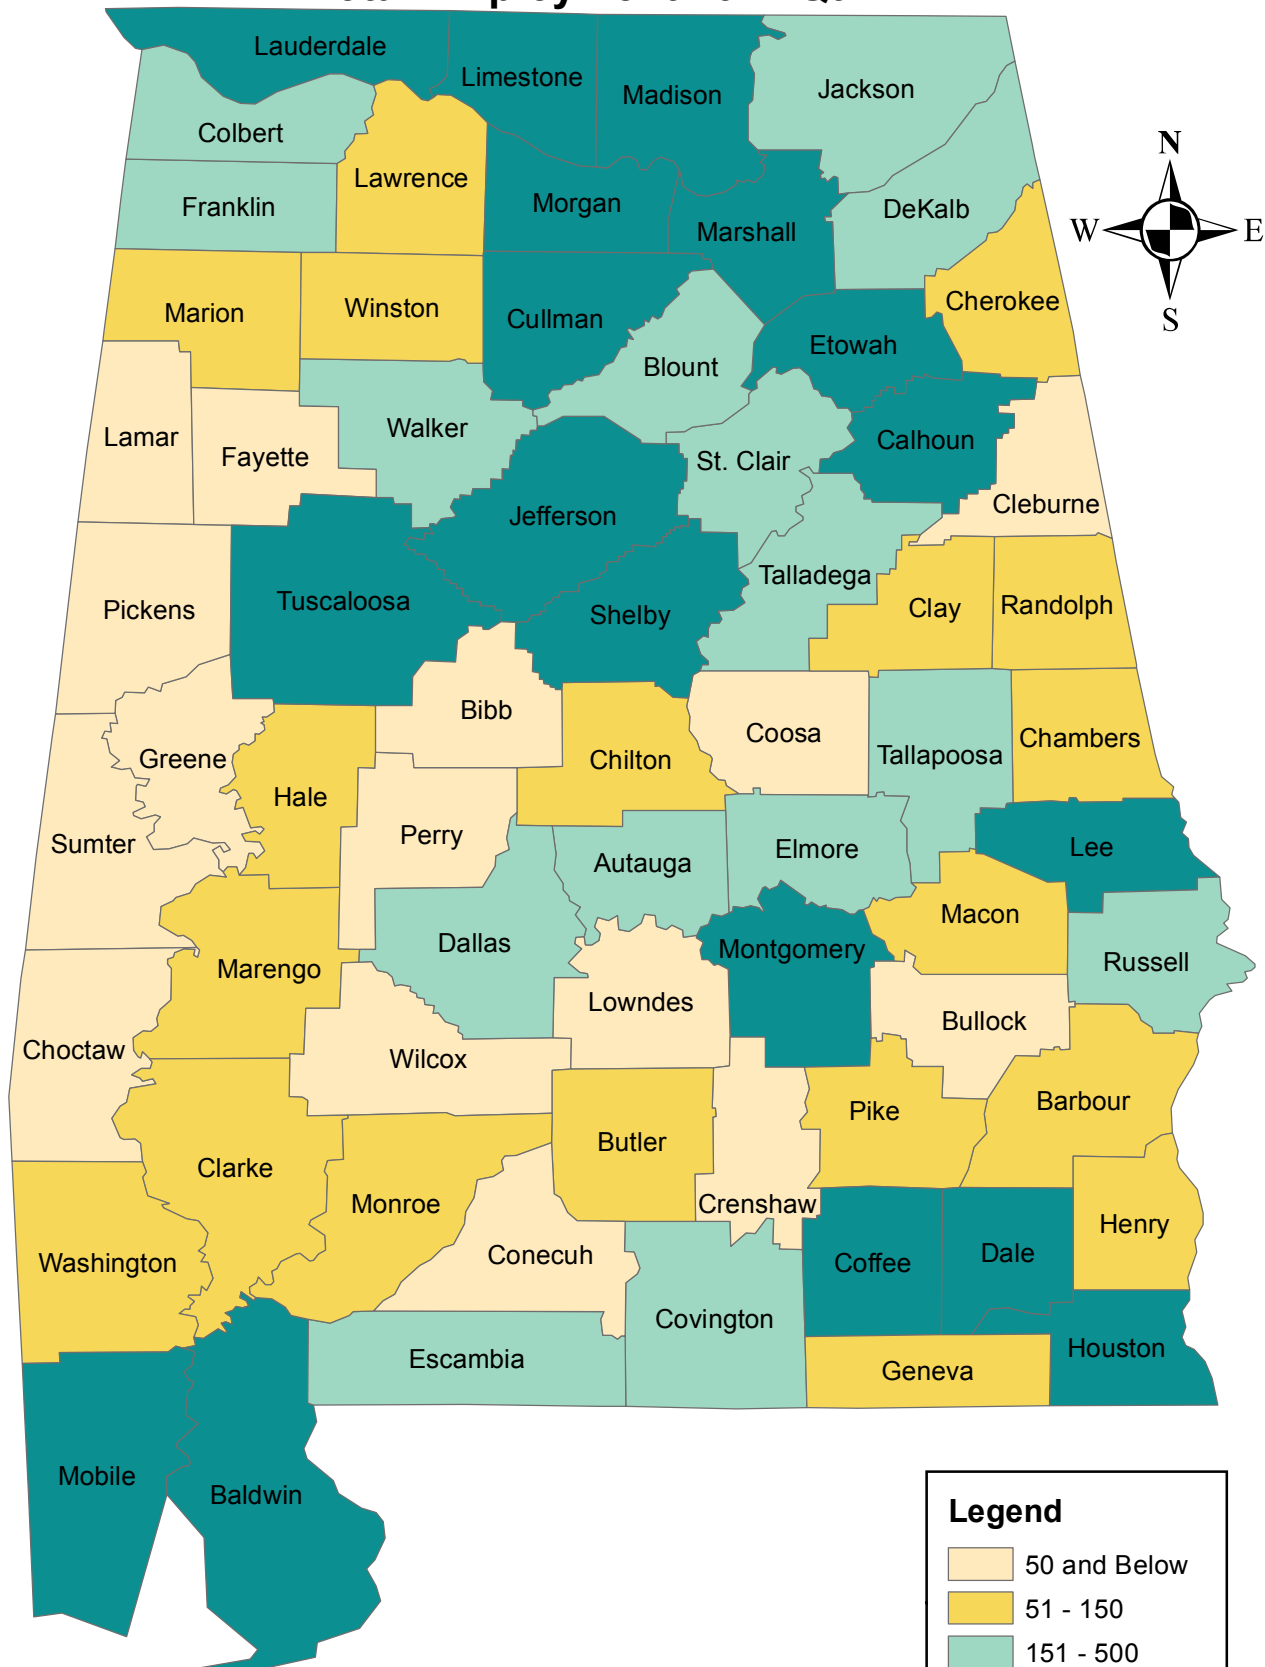 Lauderdale
Limestone
Madison
Jackson
Colbert
Lawrence
Franklin
Morgan
Marshall
DeKalb
N
W
E
S
Marion
Winston
Cullman
Cherokee
Blount
Etowah
Lamar
Fayette
Walker
St. Clair
Calhoun
Cleburne
Jefferson
Pickens
Tuscaloosa
Shelby
Talladega
Clay
Randolph
Greene
Bibb
Chilton
Coosa
Tallapoosa
Chambers
Sumter
Hale
Perry
Autauga
Elmore
Lee
Marengo
Dallas
Lowndes
Montgomery
Macon
Russell
Choctaw
Wilcox
Bullock
Clarke
Monroe
Butler
Crenshaw
Pike
Barbour
Washington
Conecuh
Covington
Coffee
Dale
Henry
Escambia
Geneva
Houston
Mobile
Baldwin
Legend
50 and Below
51 - 150
151 - 500